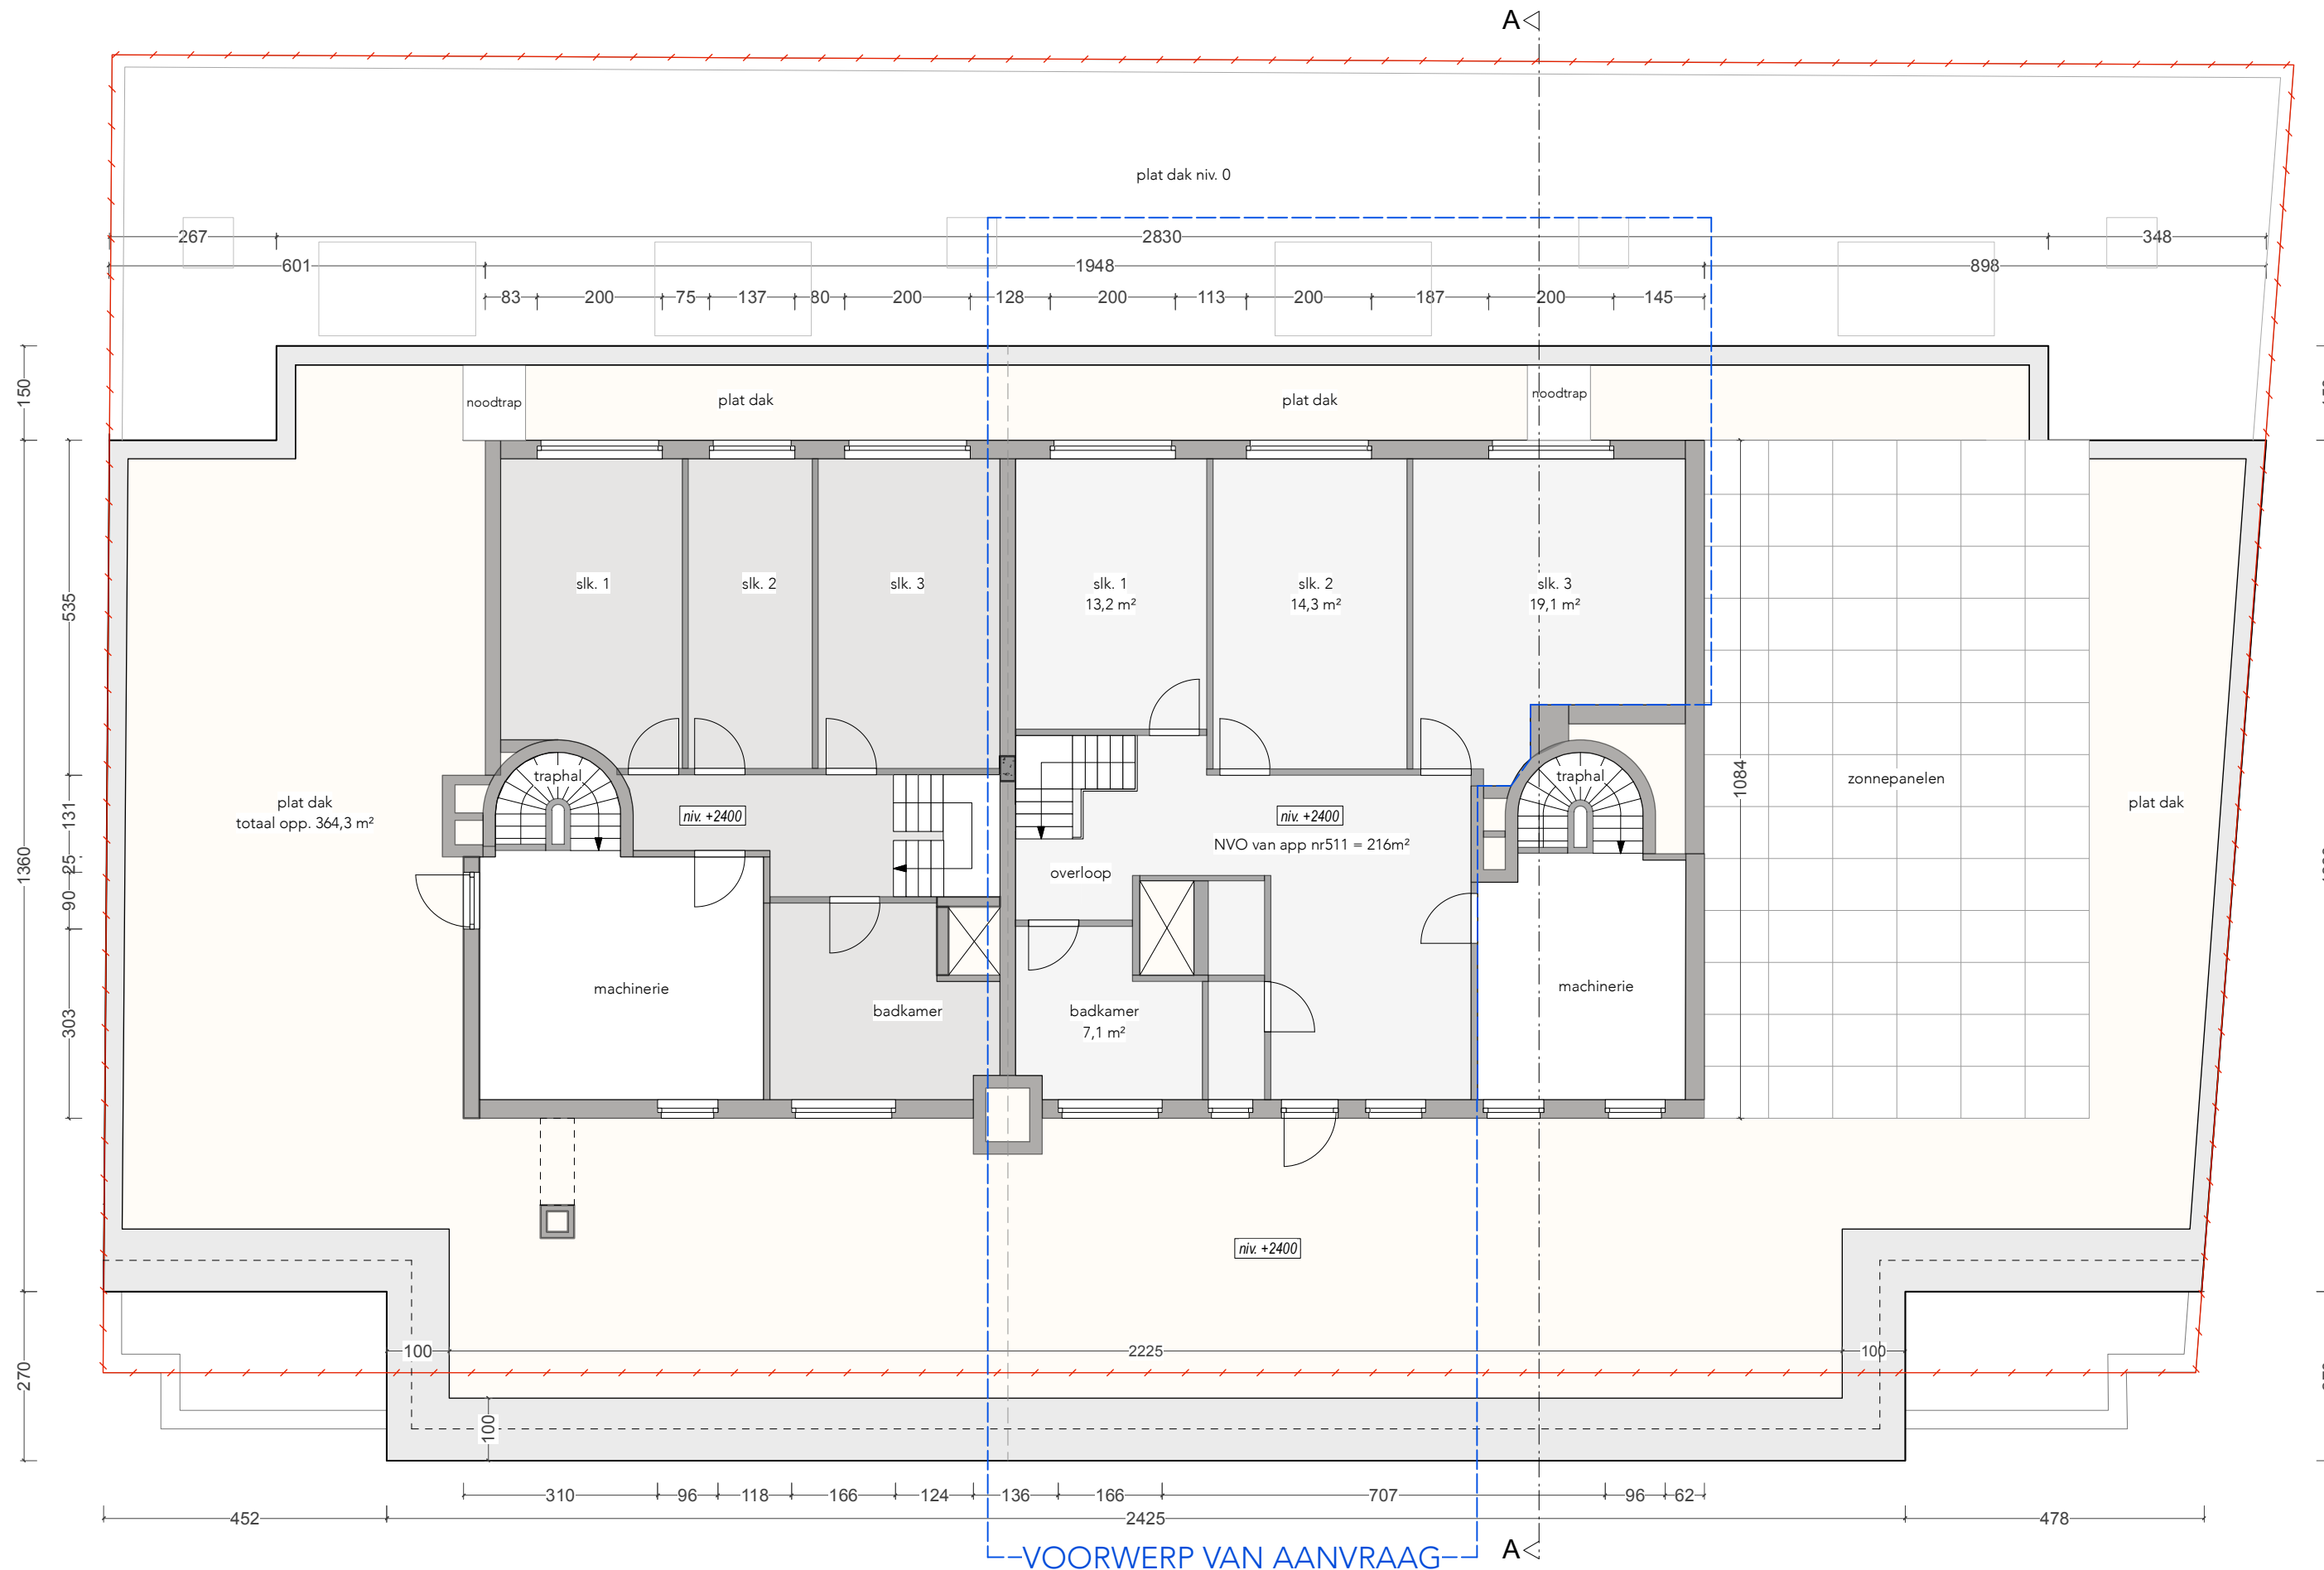 A
plat dak niv. 0
267
2830
348
601
1948
898
83
200
75
137
80
200
128
200
113
200
187
200
145
150
noodtrap
plat dak
plat dak
noodtrap
535
slk. 1
slk. 2
slk. 3
slk. 1
13,2 m²
slk. 2
14,3 m²
slk. 3
19,1 m²
traphal
traphal
1084
zonnepanelen
plat dak
totaal opp. 364,3 m²
plat dak
131
niv. +2400
niv. +2400
NVO van app nr511 = 216m²
1360
25
90
overloop
303
machinerie
badkamer
badkamer
7,1 m²
machinerie
niv. +2400
270
100
2225
100
100
310
96
118
166
124
136
166
707
96
62
452
2425
478
VOORWERP VAN AANVRAAG
A